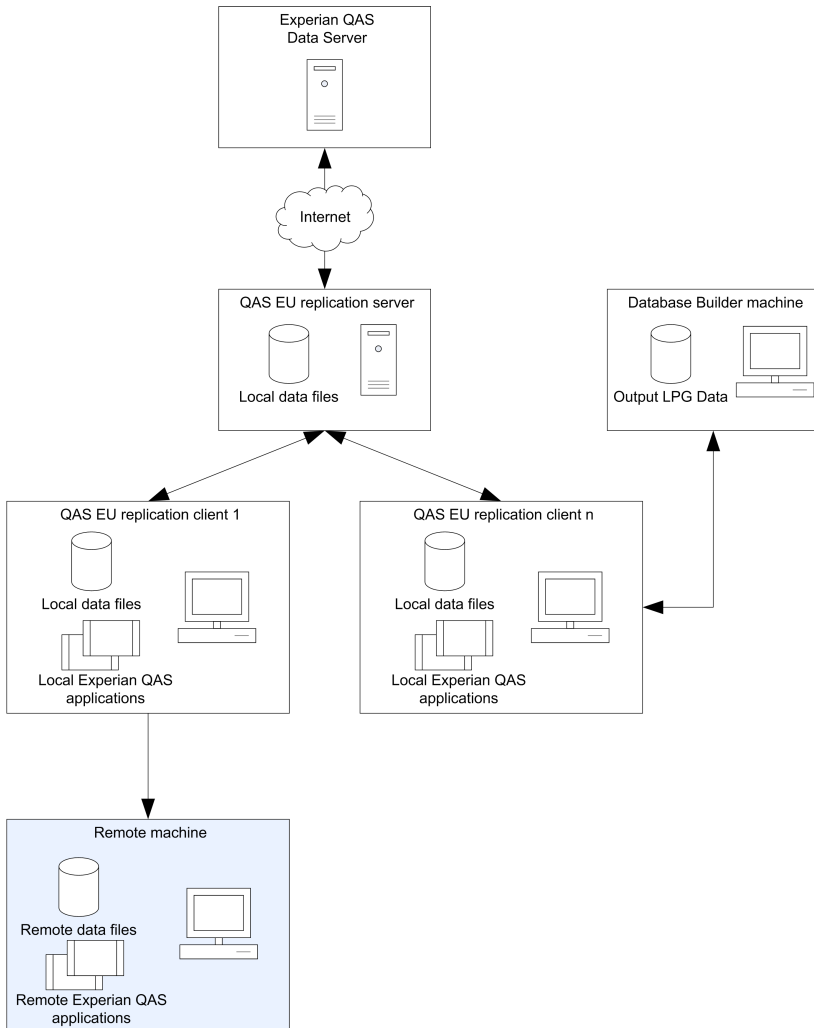 Experian QAS
Data Server
Internet
QAS EU replication server
Local data files
Database Builder machine
Output LPG Data
QAS EU replication client 1
Local data files
Local Experian QAS
applications
QAS EU replication client n
Local data files
Local Experian QAS
applications
Remote machine
Remote data files
Remote Experian QAS
applications